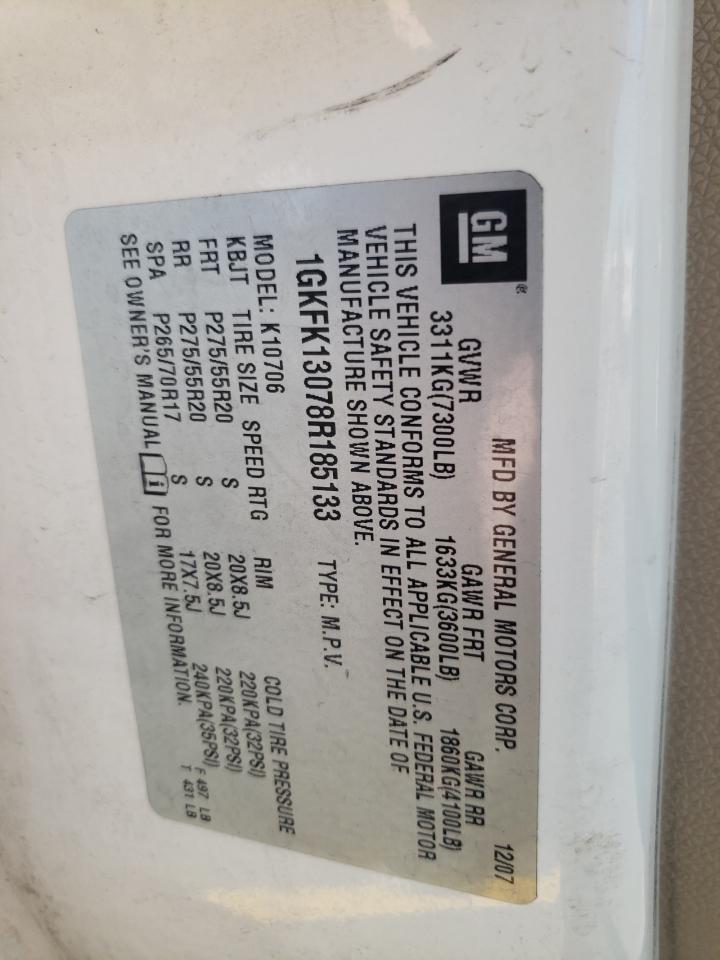 GM®
MFD BY GENERAL MOTORS CORP. 12/07
GVWR GAWR FRT GAWR RR
3311KG(7300LB) 1633KG(3600LB) 1860KG(4100LB)
THIS VEHICLE CONFORMS TO ALL APPLICABLE U.S. FEDERAL MOTOR
VEHICLE SAFETY STANDARDS IN EFFECT ON THE DATE OF
MANUFACTURE SHOWN ABOVE.
1GKFK13078R185133 TYPE: M.P.V.
MODEL: K10706
KBJT TIRE SIZE SPEED RTG RIM COLD TIRE PRESSURE
FRT P275/55R20 S 20X8.5J 220KPA(32PSI)
RR P275/55R20 S 20X8.5J 220KPA(32PSI)
SPA P265/70R17 S 17X7.5J 240KPA(35PSI)
SEE OWNER'S MANUAL i FOR MORE INFORMATION.
F 497 LB
T 431 LB